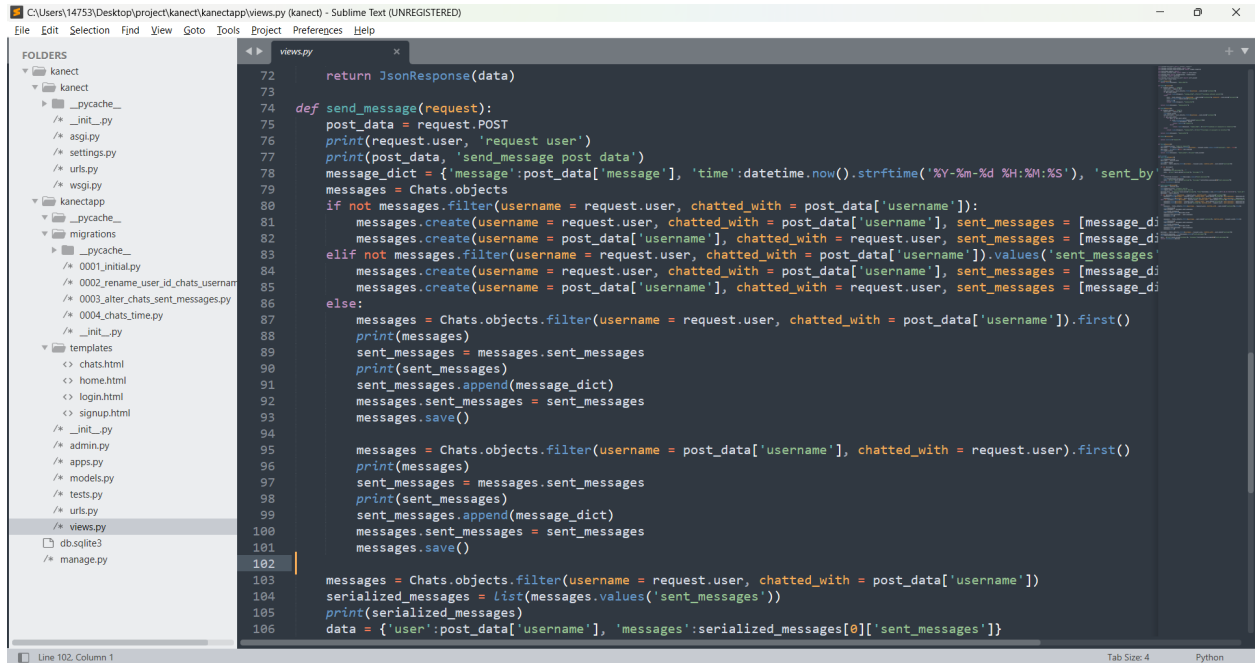 C:\Users\14753\Desktop\project\kanect\kanectapp\views.py (kanect) - Sublime Text (UNREGISTERED)
File Edit Selection Find View Goto Tools Project Preferences Help
FOLDERS
kanect
kanect
__pycache__
__init__.py
asgi.py
settings.py
urls.py
wsgi.py
kanectapp
__pycache__
migrations
__pycache__
0001_initial.py
0002_rename_user_id_chats_usernam
0003_alter_chats_sent_messages.py
0004_chats_time.py
__init__.py
templates
chats.html
home.html
login.html
signup.html
__init__.py
admin.py
apps.py
models.py
tests.py
urls.py
views.py
db.sqlite3
manage.py
views.py
72     return JsonResponse(data)
73
74 def send_message(request):
75     post_data = request.POST
76     print(request.user, 'request user')
77     print(post_data, 'send_message post data')
78     message_dict = {'message':post_data['message'], 'time':datetime.now().strftime('%Y-%m-%d %H:%M:%S'), 'sent_by'
79     messages = Chats.objects
80     if not messages.filter(username = request.user, chatted_with = post_data['username']):
81         messages.create(username = request.user, chatted_with = post_data['username'], sent_messages = [message_di
82         messages.create(username = post_data['username'], chatted_with = request.user, sent_messages = [message_di
83     elif not messages.filter(username = request.user, chatted_with = post_data['username']).values('sent_messages'
84         messages.create(username = request.user, chatted_with = post_data['username'], sent_messages = [message_di
85         messages.create(username = post_data['username'], chatted_with = request.user, sent_messages = [message_di
86     else:
87         messages = Chats.objects.filter(username = request.user, chatted_with = post_data['username']).first()
88         print(messages)
89         sent_messages = messages.sent_messages
90         print(sent_messages)
91         sent_messages.append(message_dict)
92         messages.sent_messages = sent_messages
93         messages.save()
94
95         messages = Chats.objects.filter(username = post_data['username'], chatted_with = request.user).first()
96         print(messages)
97         sent_messages = messages.sent_messages
98         print(sent_messages)
99         sent_messages.append(message_dict)
100         messages.sent_messages = sent_messages
101         messages.save()
102
103     messages = Chats.objects.filter(username = request.user, chatted_with = post_data['username'])
104     serialized_messages = list(messages.values('sent_messages'))
105     print(serialized_messages)
106     data = {'user':post_data['username'], 'messages':serialized_messages[0]['sent_messages']}
Line 102, Column 1
Tab Size: 4
Python